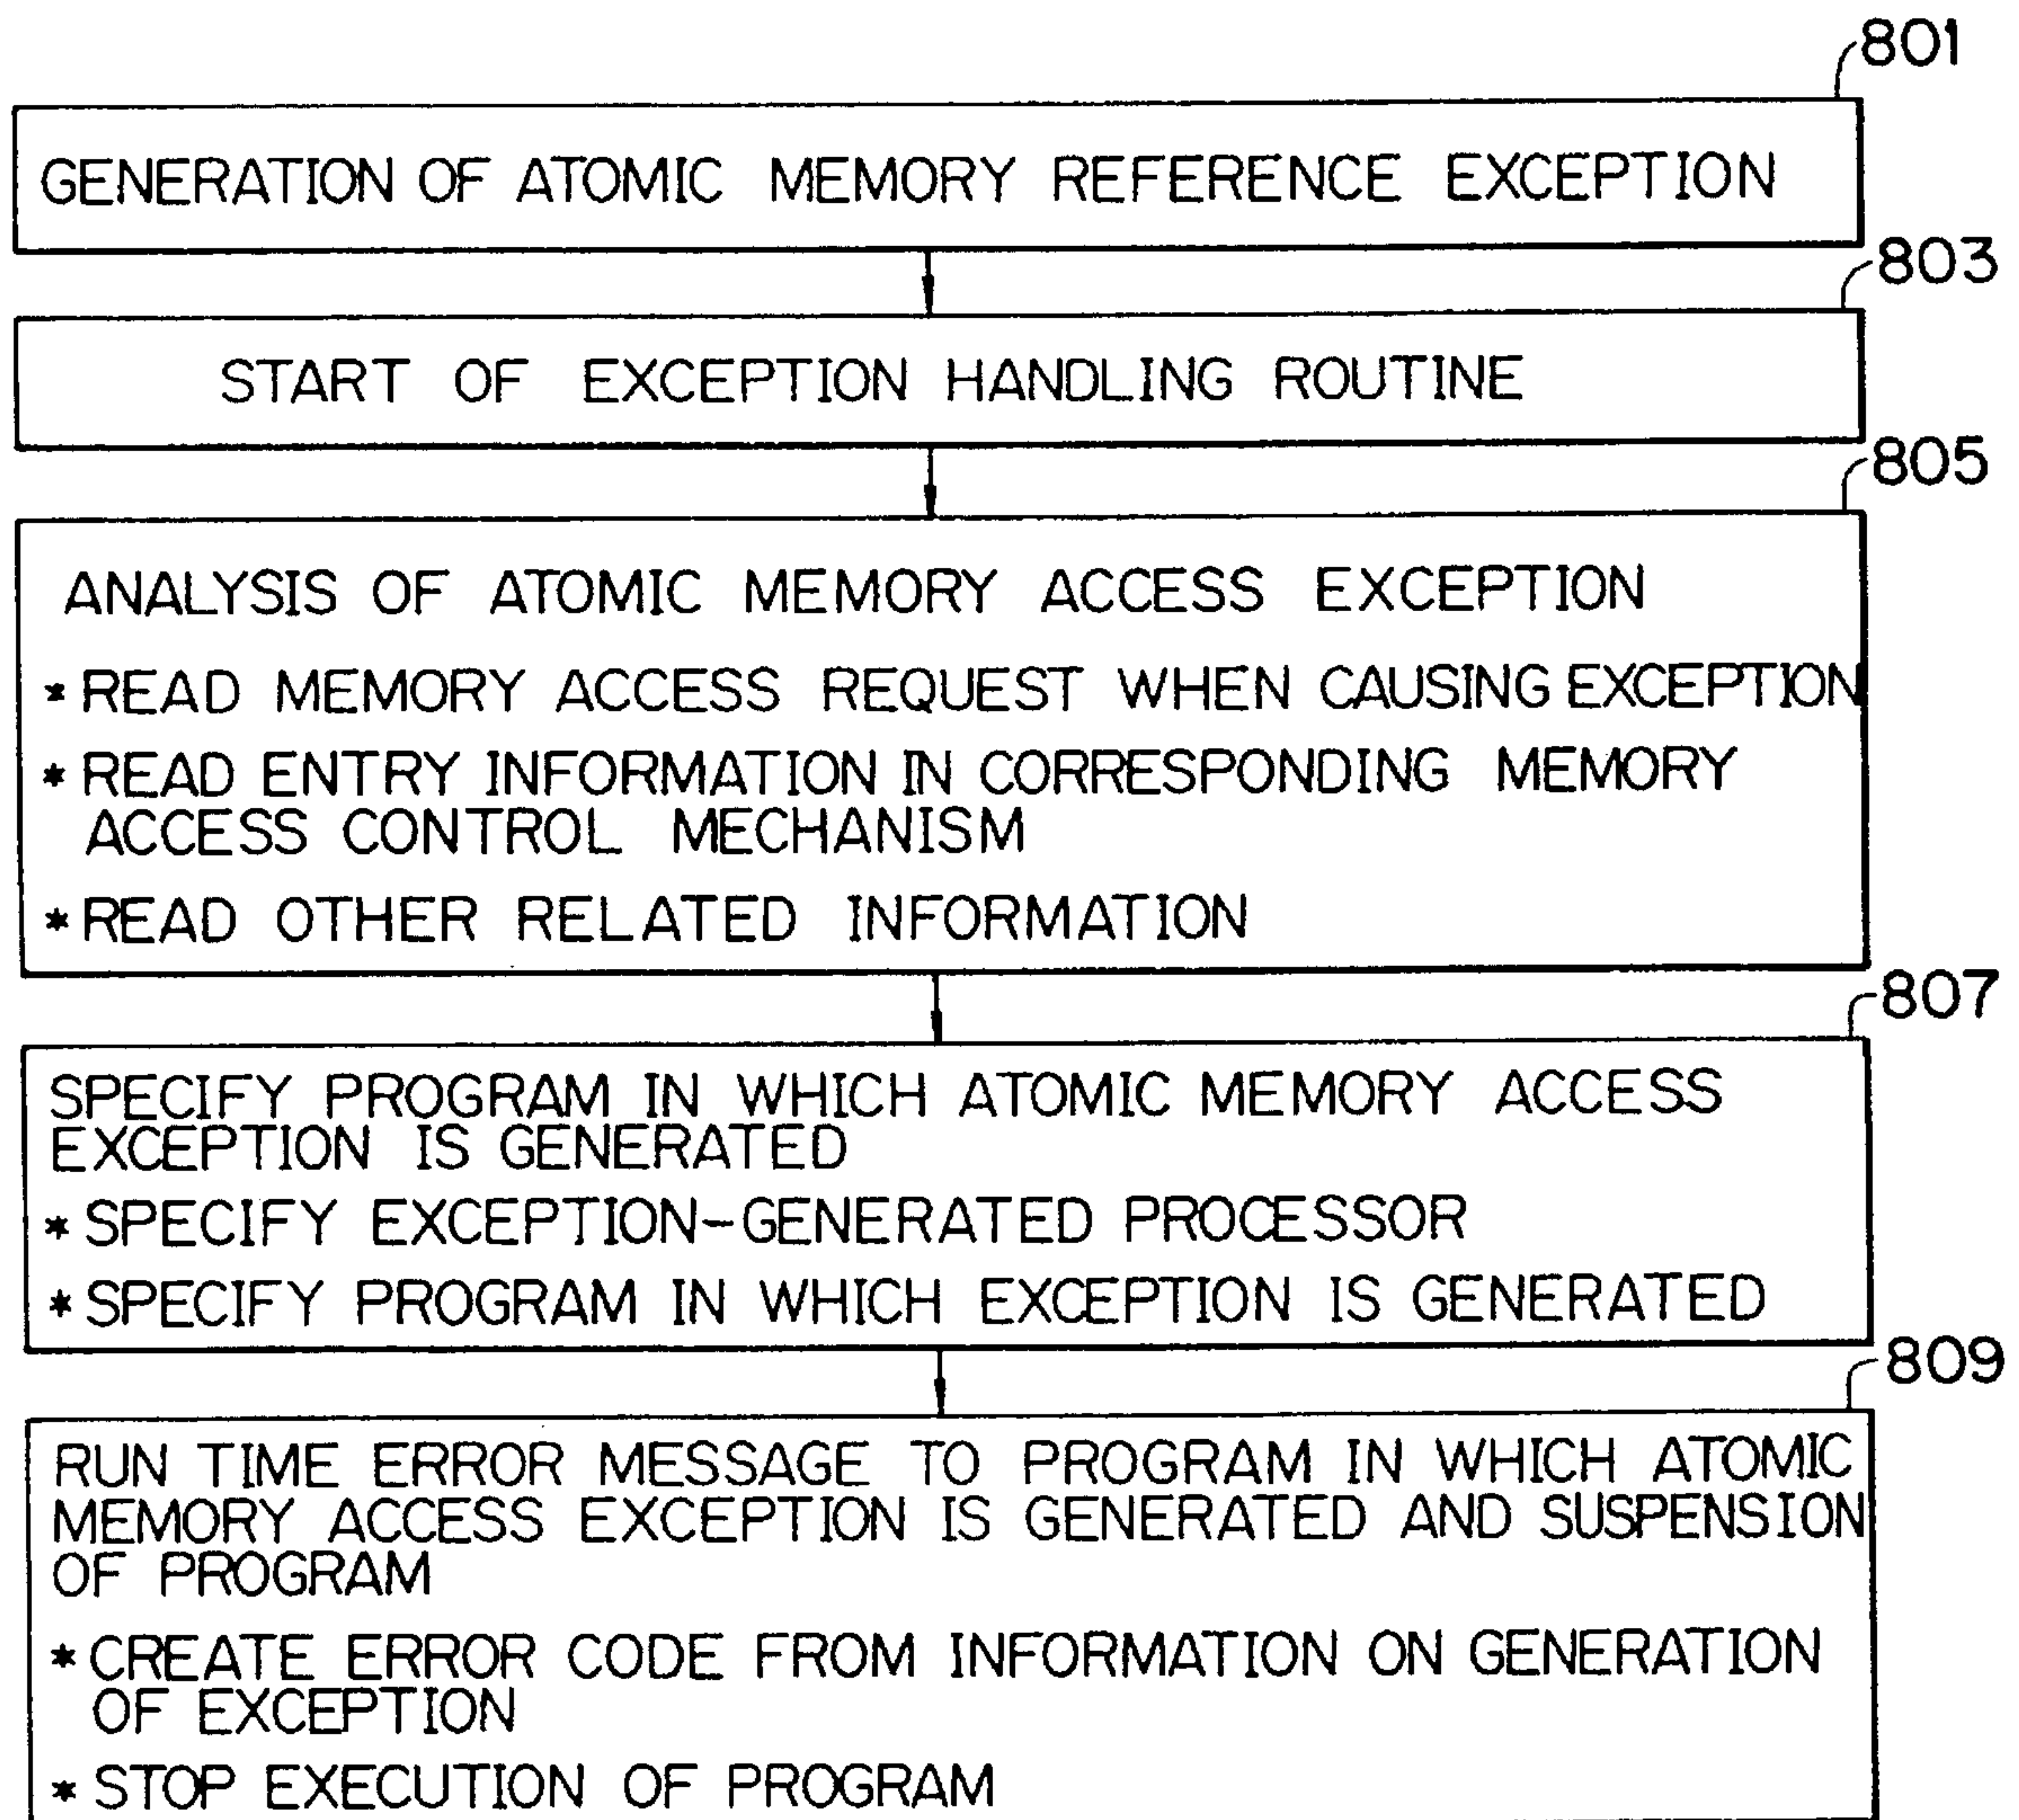 801
GENERATION OF ATOMIC MEMORY REFERENCE EXCEPTION
803
START OF EXCEPTION HANDLING ROUTINE
805
ANALYSIS OF ATOMIC MEMORY ACCESS EXCEPTION
* READ MEMORY ACCESS REQUEST WHEN CAUSING EXCEPTION
* READ ENTRY INFORMATION IN CORRESPONDING MEMORY
ACCESS CONTROL MECHANISM
* READ OTHER RELATED INFORMATION
807
SPECIFY PROGRAM IN WHICH ATOMIC MEMORY ACCESS
EXCEPTION IS GENERATED
* SPECIFY EXCEPTION-GENERATED PROCESSOR
* SPECIFY PROGRAM IN WHICH EXCEPTION IS GENERATED
809
RUN TIME ERROR MESSAGE TO PROGRAM IN WHICH ATOMIC
MEMORY ACCESS EXCEPTION IS GENERATED AND SUSPENSION
OF PROGRAM
* CREATE ERROR CODE FROM INFORMATION ON GENERATION
OF EXCEPTION
* STOP EXECUTION OF PROGRAM